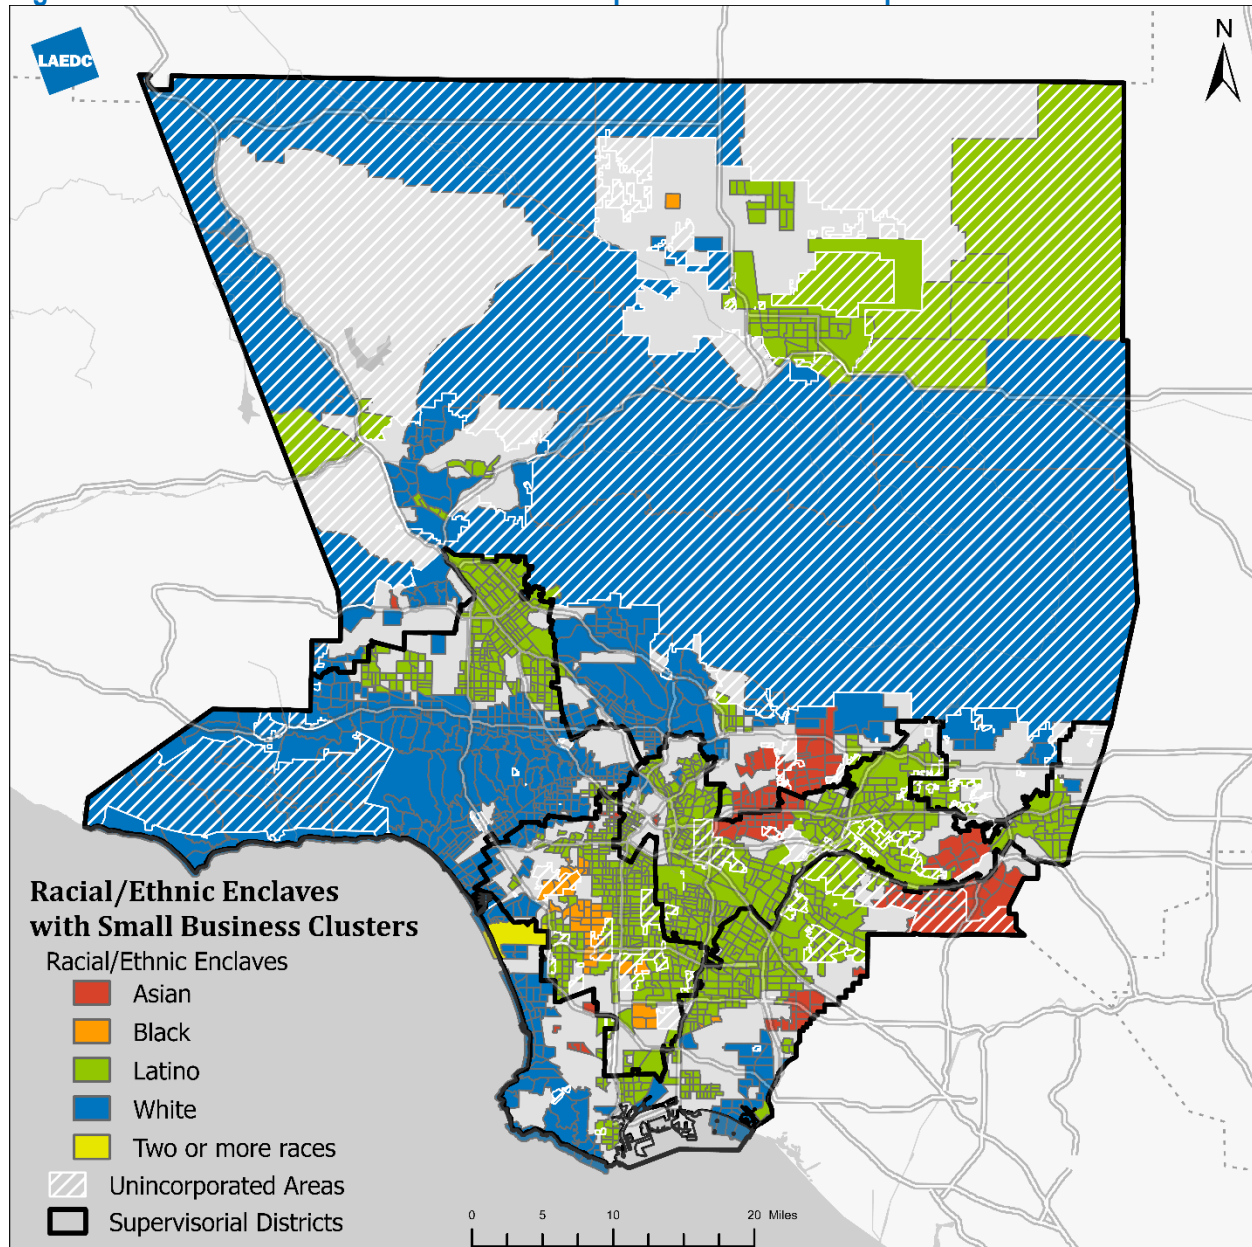 LAEDC
N
Racial/Ethnic Enclaves
with Small Business Clusters
Racial/Ethnic Enclaves
Asian
Black
Latino
White
Two or more races
Unincorporated Areas
Supervisorial Districts
0 5 10 20 Miles